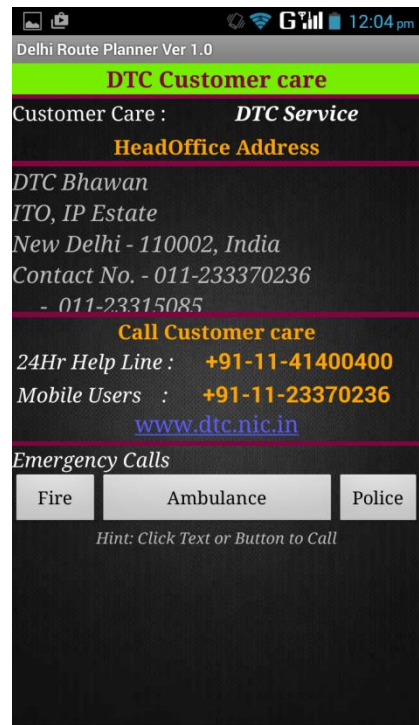 G 12:04 pm
Delhi Route Planner Ver 1.0
DTC Customer care
Customer Care : DTC Service
HeadOffice Address
DTC Bhawan
ITO, IP Estate
New Delhi - 110002, India
Contact No. - 011-233370236
- 011-23315085
Call Customer care
24Hr Help Line : +91-11-41400400
Mobile Users : +91-11-23370236
www.dtc.nic.in
Emergency Calls
Fire Ambulance Police
Hint: Click Text or Button to Call